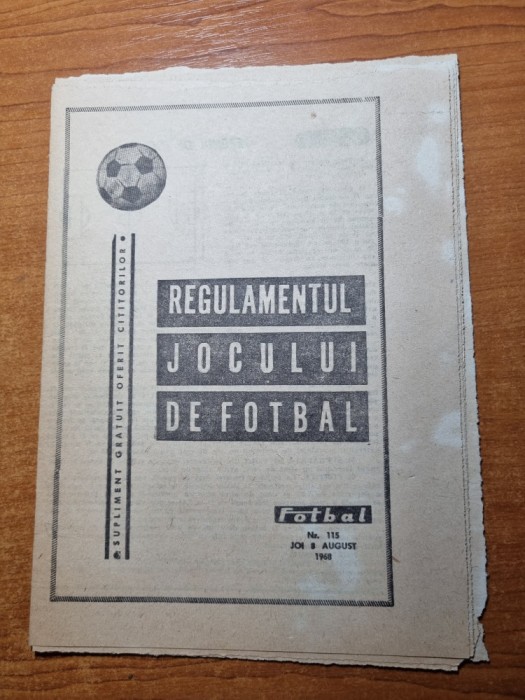 SUPLIMENT GRATUIT OFERIT CITITORILOR
REGULAMENTUL
JOCULUI
DE FOTBAL
Fotbal
Nr. 115
JOI 8 AUGUST
1968